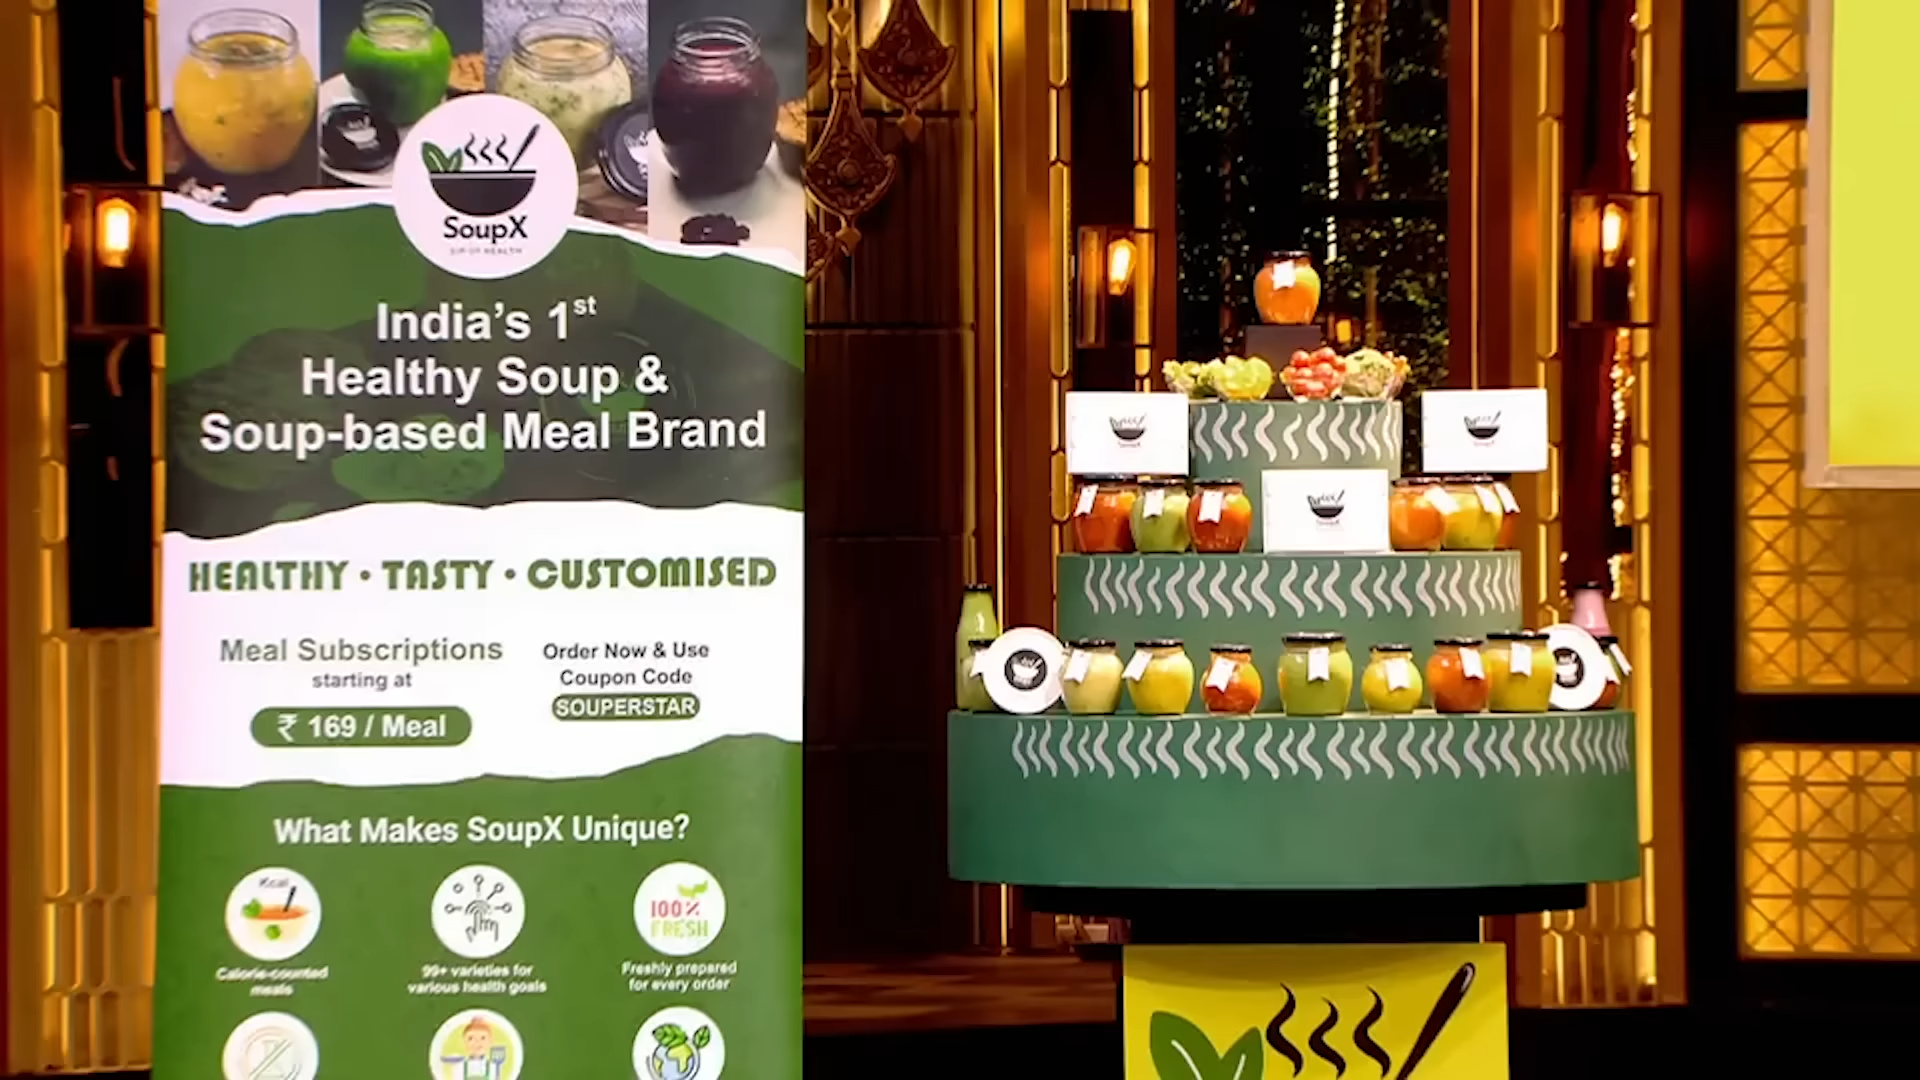 SoupX
SIP OF HEALTH
India's 1st
Healthy Soup &
Soup-based Meal Brand
HEALTHY • TASTY • CUSTOMISED
Meal Subscriptions
starting at
₹ 169 / Meal
Order Now & Use
Coupon Code
SOUPERSTAR
What Makes SoupX Unique?
Kcal
Calorie-counted
meals
99+ varieties for
various health goals
100%
FRESH
Freshly prepared
for every order